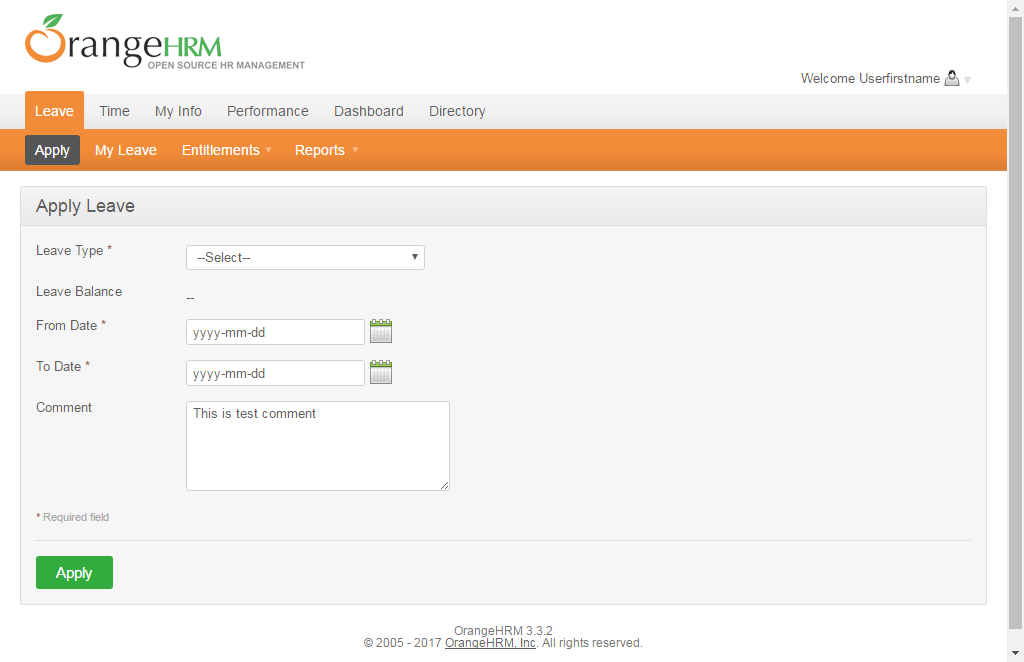 OrangeHRM
OPEN SOURCE HR MANAGEMENT
Welcome Userfirstname
Leave Time My Info Performance Dashboard Directory
Apply My Leave Entitlements Reports
Apply Leave
Leave Type * --Select--
Leave Balance --
From Date * yyyy-mm-dd
To Date * yyyy-mm-dd
Comment This is test comment
* Required field
Apply
OrangeHRM 3.3.2
© 2005 - 2017 OrangeHRM, Inc. All rights reserved.